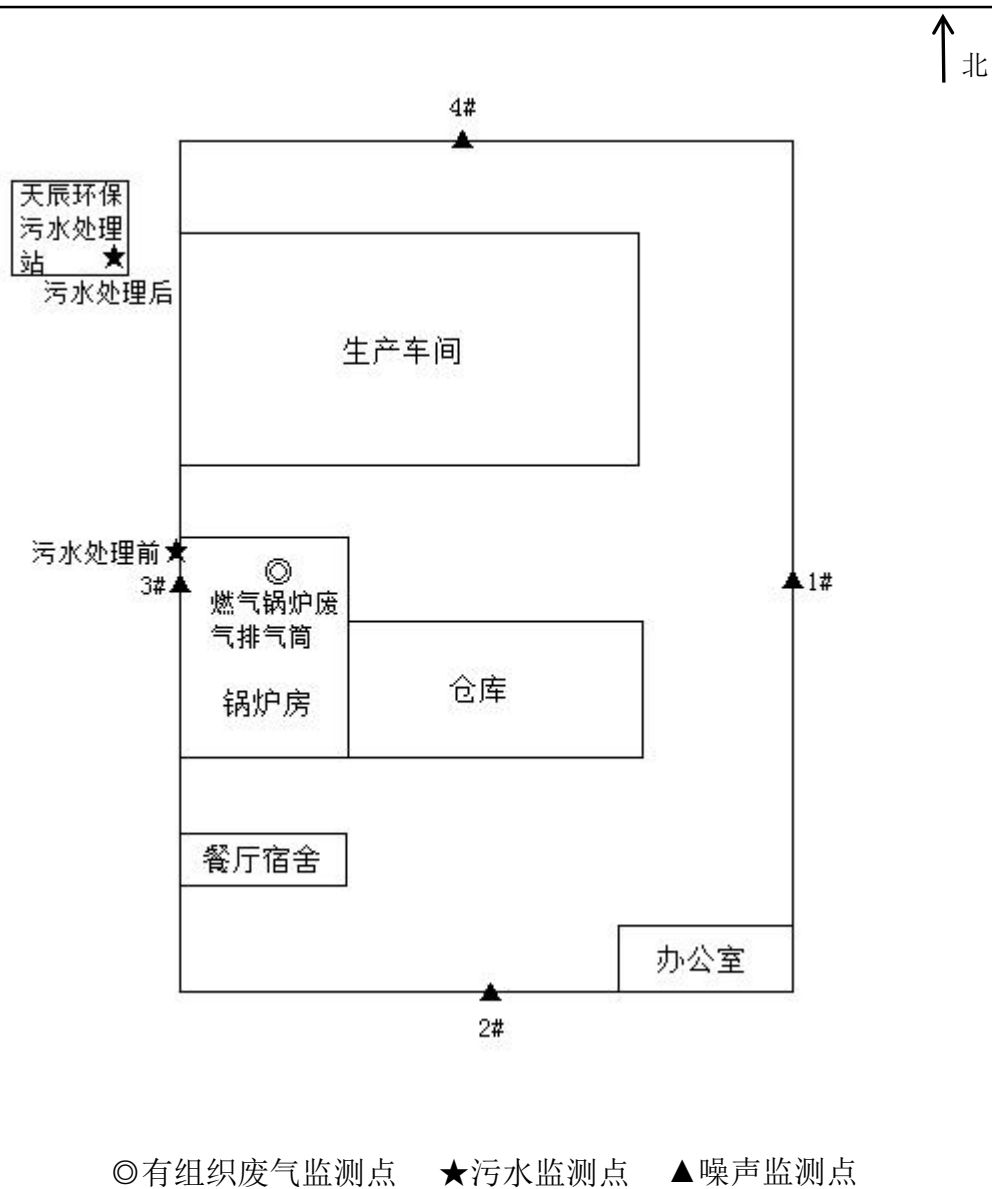 北
4#
天辰环保
污水处理
站 ★
污水处理后
生产车间
污水处理前★
3#▲
◎
燃气锅炉废
气排气筒
锅炉房
仓库
▲1#
餐厅宿舍
办公室
2#
◎有组织废气监测点 ★污水监测点 ▲噪声监测点